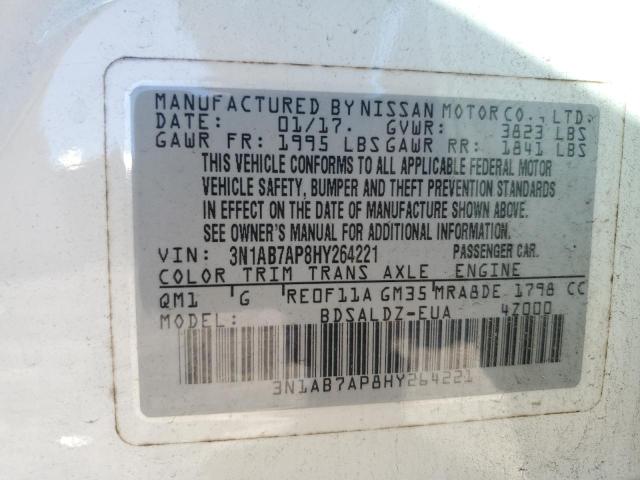 MANUFACTURED BY NISSAN MOTOR CO., LTD.
DATE: 01/17. GVWR: 3823 LBS
GAWR FR: 1995 LBS GAWR RR: 1841 LBS
THIS VEHICLE CONFORMS TO ALL APPLICABLE FEDERAL MOTOR
VEHICLE SAFETY, BUMPER AND THEFT PREVENTION STANDARDS
IN EFFECT ON THE DATE OF MANUFACTURE SHOWN ABOVE.
SEE OWNER'S MANUAL FOR ADDITIONAL INFORMATION.
VIN: 3N1AB7AP8HY264221 PASSENGER CAR.
COLOR TRIM TRANS AXLE ENGINE
QM1 G RE0F11A GM35 MRA8DE 1798 CC
MODEL: BDSALDZ-EUA 4Z000
3N1AB7AP8HY264221